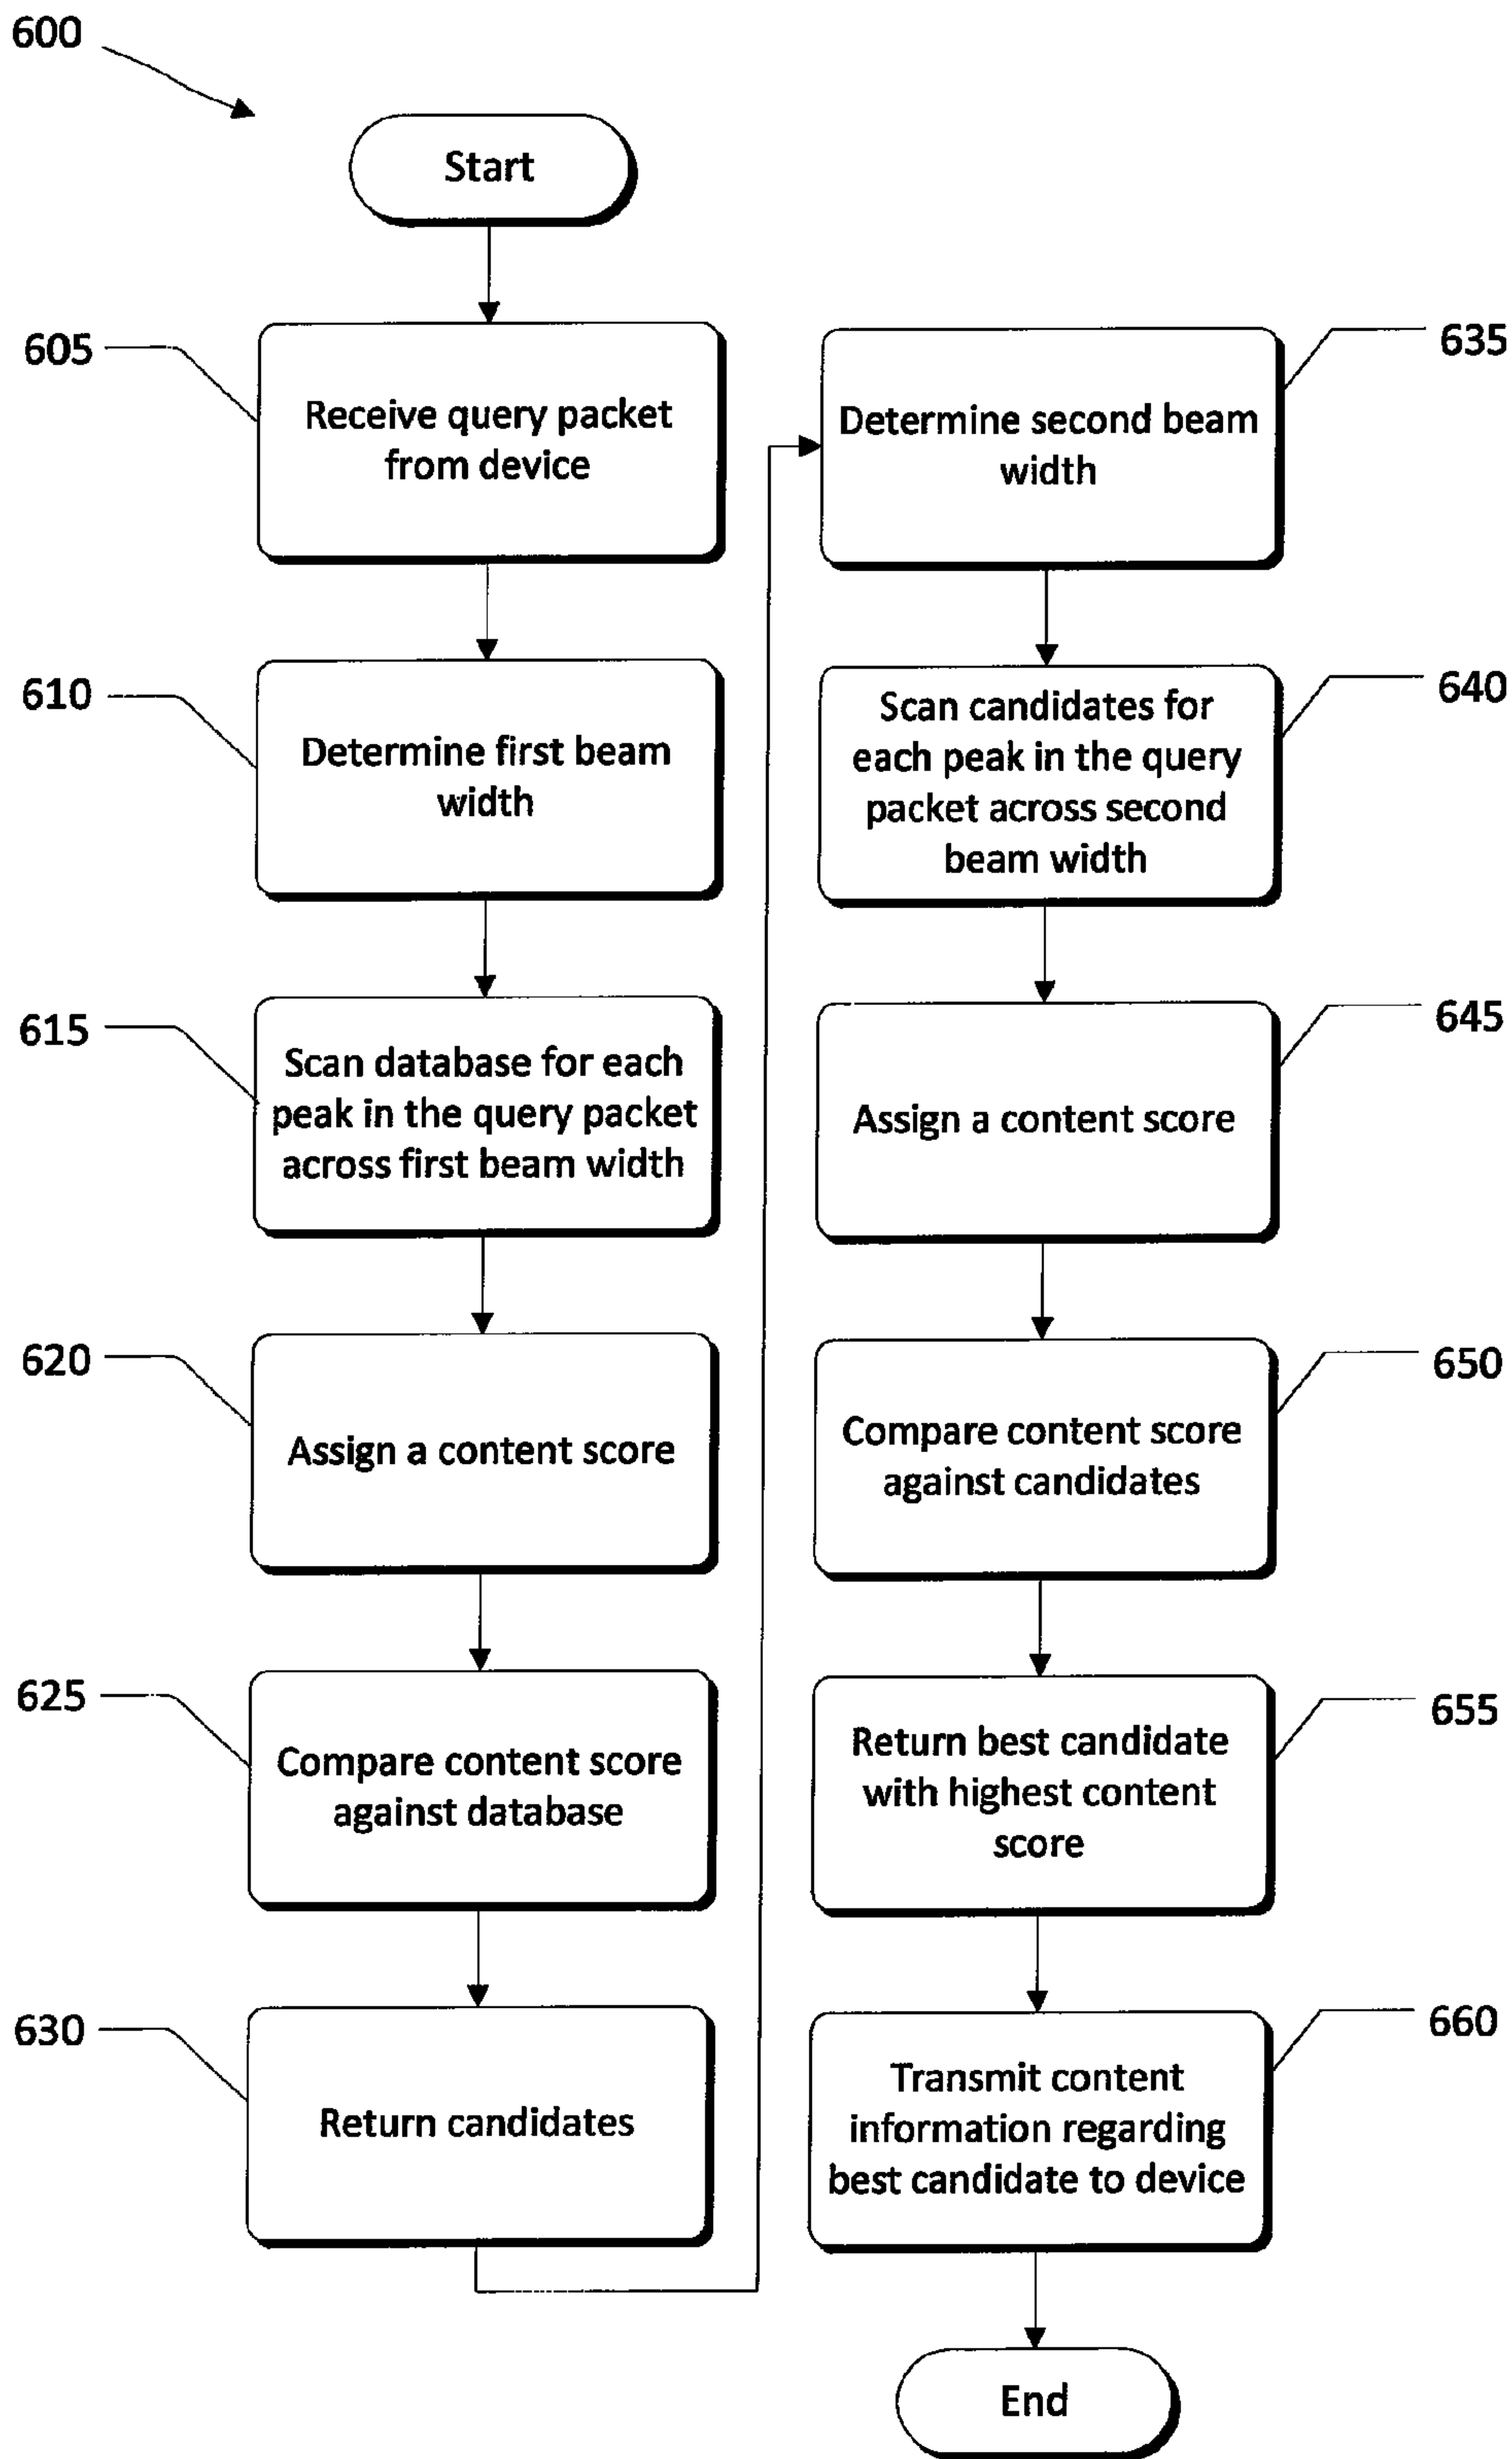 600
Start
605
Receive query packet
from device
610
Determine first beam
width
615
Scan database for each
peak in the query packet
across first beam width
620
Assign a content score
625
Compare content score
against database
630
Return candidates
635
Determine second beam
width
640
Scan candidates for
each peak in the query
packet across second
beam width
645
Assign a content score
650
Compare content score
against candidates
655
Return best candidate
with highest content
score
660
Transmit content
information regarding
best candidate to device
End